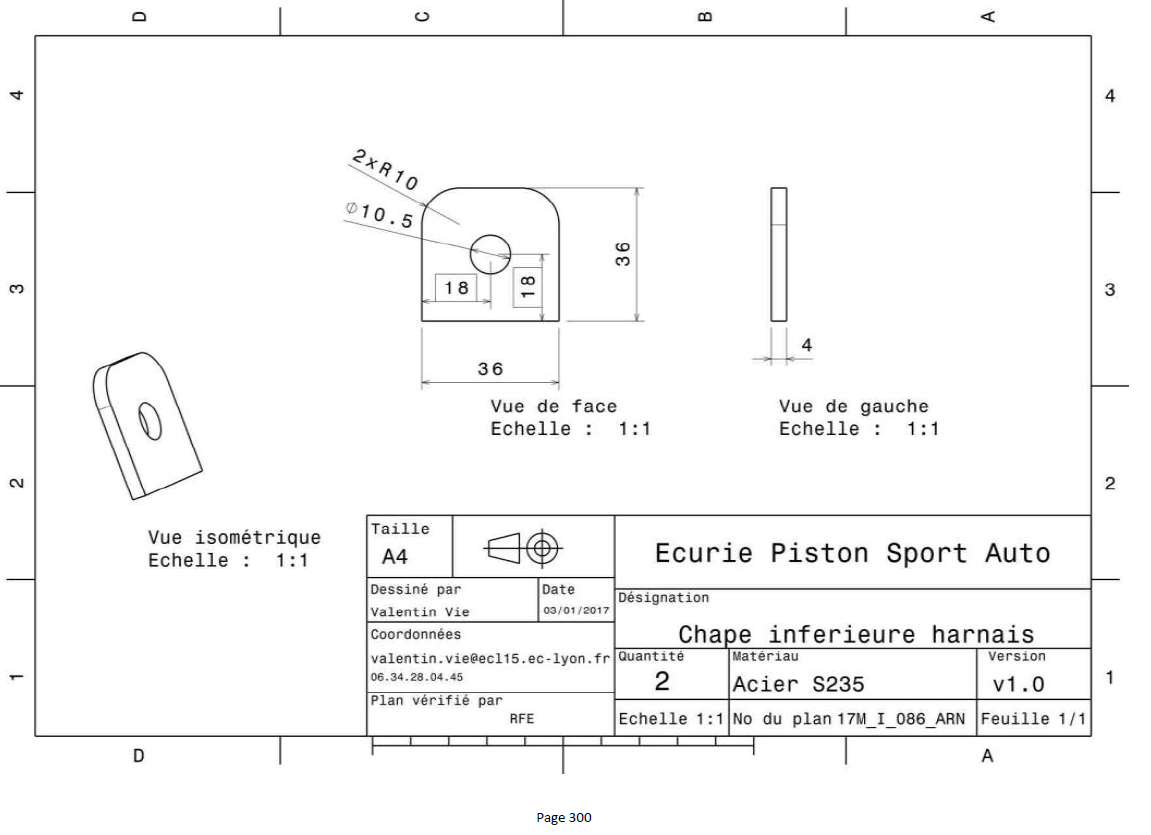 D C B A
4 4
2xR10
⌀10.5
36
18
18
3 3
4
36
Vue de face
Echelle : 1:1
Vue de gauche
Echelle : 1:1
2 2
Vue isométrique
Echelle : 1:1
Taille
A4
Ecurie Piston Sport Auto
Dessiné par
Valentin Vie
Date
03/01/2017
Désignation
Chape inferieure harnais
Coordonnées
valentin.vie@ecl15.ec-lyon.fr
06.34.28.04.45
Quantité
2
Matériau
Acier S235
Version
v1.0
1 1
Plan vérifié par
RFE
Echelle 1:1
No du plan 17M_I_086_ARN
Feuille 1/1
D A
Page 300